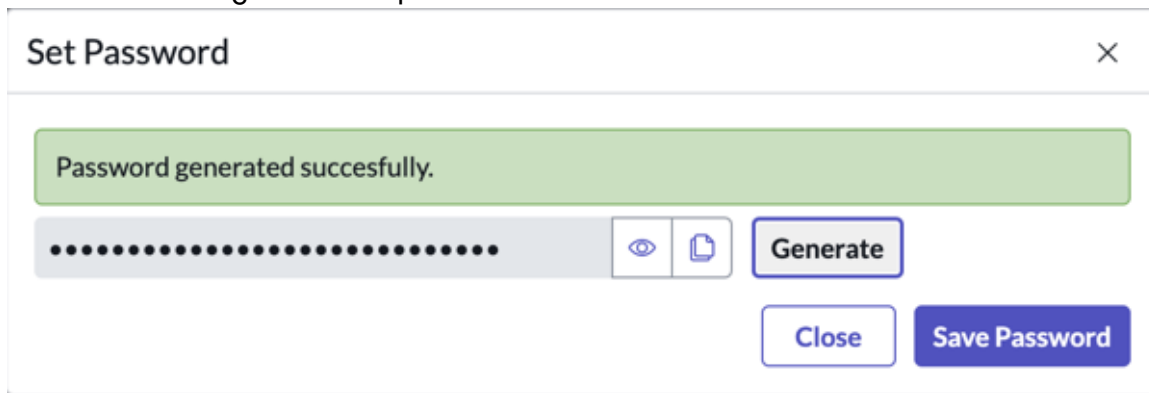 Set Password
Password generated succesfully.
•••••••••••••••••••••••••••••
Generate
Close
Save Password